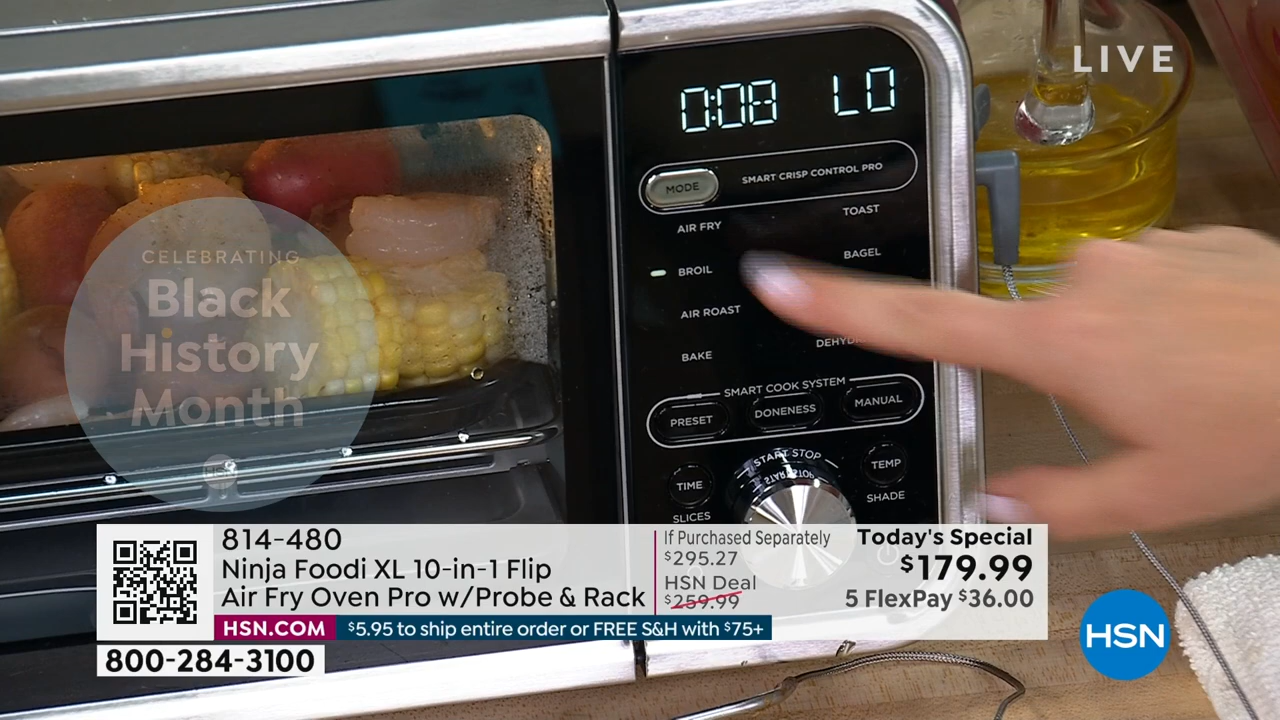 LIVE
0:08 LO
MODE SMART CRISP CONTROL PRO
AIR FRY TOAST
BROIL BAGEL
AIR ROAST
BAKE
SMART COOK SYSTEM
PRESET DONENESS MANUAL
START STOP
TIME TEMP
SLICES SHADE
CELEBRATING
Black
History
Month
HSN
814-480
Ninja Foodi XL 10-in-1 Flip
Air Fry Oven Pro w/Probe & Rack
If Purchased Separately
$295.27
HSN Deal
$259.99
Today's Special
$179.99
5 FlexPay $36.00
HSN.COM $5.95 to ship entire order or FREE S&H with $75+
800-284-3100
HSN